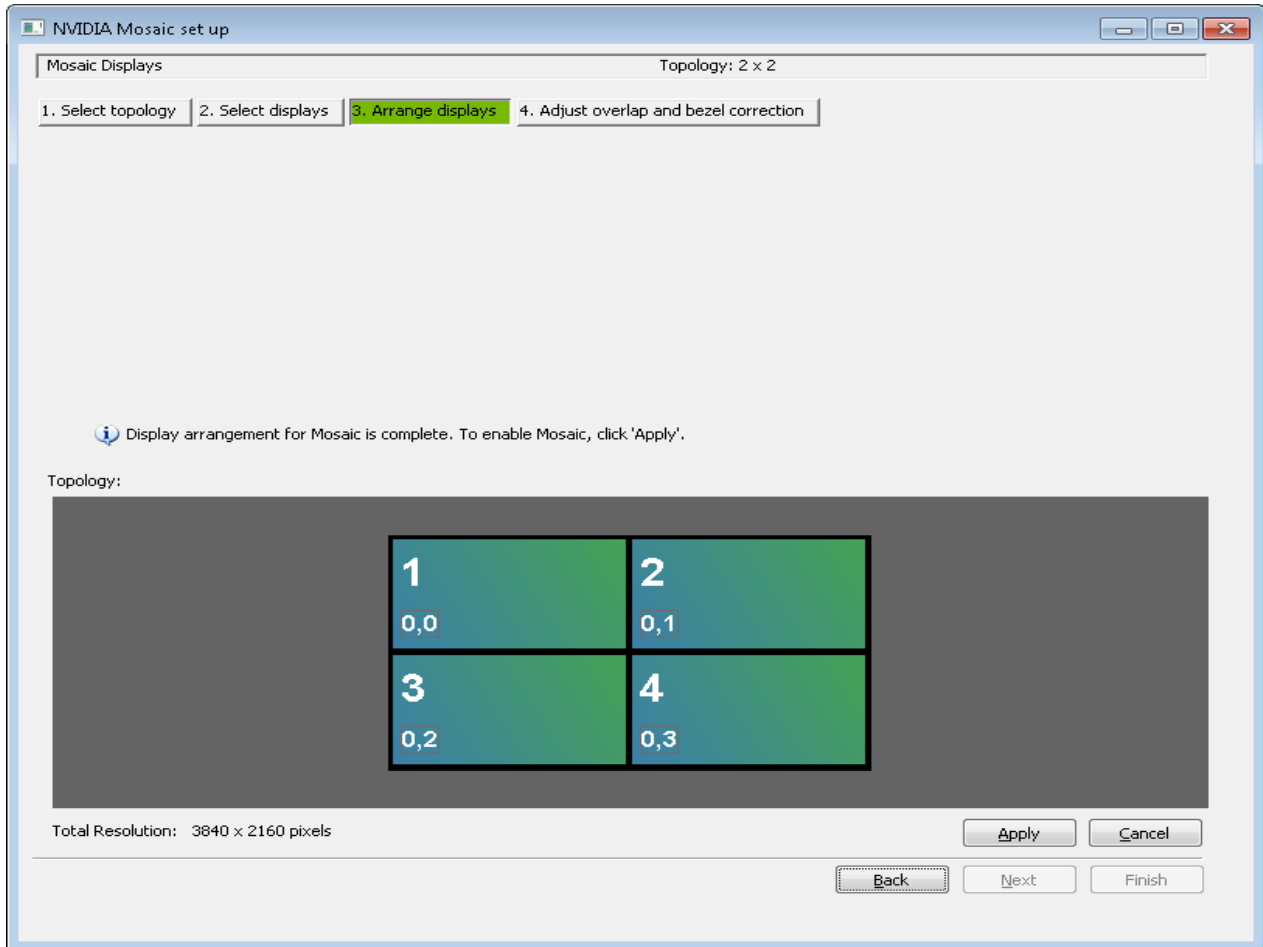 NVIDIA Mosaic set up
Mosaic Displays Topology: 2 x 2
1. Select topology 2. Select displays 3. Arrange displays 4. Adjust overlap and bezel correction
Display arrangement for Mosaic is complete. To enable Mosaic, click 'Apply'.
Topology:
1 2
0,0 0,1
3 4
0,2 0,3
Total Resolution: 3840 x 2160 pixels Apply Cancel
Back Next Finish